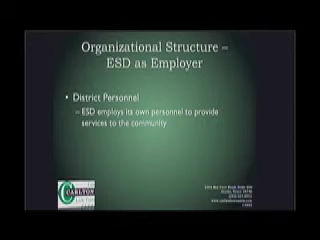 Organizational Structure –
ESD as Employer
• District Personnel
– ESD employs its own personnel to provide
services to the community
CARLTON